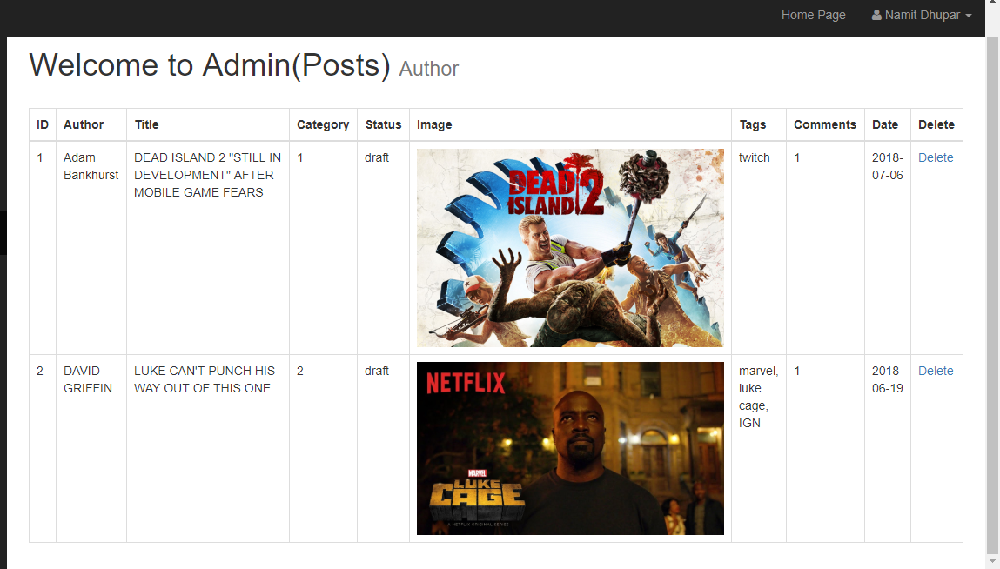 Home Page Namit Dhupar
Welcome to Admin(Posts) Author
ID Author Title Category Status Image Tags Comments Date Delete
1 Adam Bankhurst DEAD ISLAND 2 "STILL IN DEVELOPMENT" AFTER MOBILE GAME FEARS 1 draft
DEAD
ISLAND 2
twitch 1 2018-07-06 Delete
2 DAVID GRIFFIN LUKE CAN'T PUNCH HIS WAY OUT OF THIS ONE. 2 draft
NETFLIX
MARVEL
LUKE
CAGE
A NETFLIX ORIGINAL SERIES
marvel, luke cage, IGN 1 2018-06-19 Delete